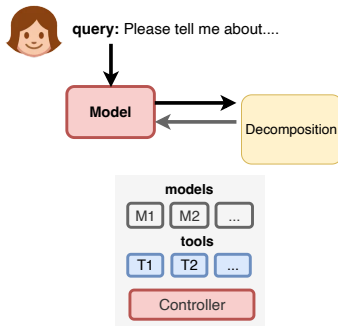 query: Please tell me about....
Model
Decomposition
models
M1 M2 ...
tools
T1 T2 ...
Controller